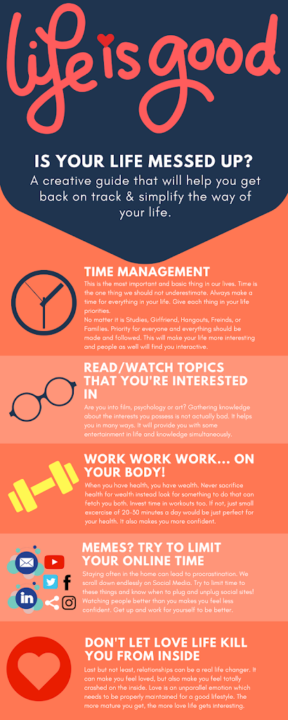 life is good
IS YOUR LIFE MESSED UP?
A creative guide that will help you get
back on track & simplify the way of
your life.
TIME MANAGEMENT
This is the most important and basic thing in our lives. Time is
the one thing we should not underestimate. Always make a
time for everything in your life. Give each thing in your life
priorities.
No matter it is Studies, Girlfriend, Hangouts, Friends, or
Families. Priority for everyone and everything should be
made and followed. This will make your life more interesting
and people as well will find you interactive.
READ/WATCH TOPICS
THAT YOU'RE INTERESTED
IN
Are you into film, psychology or art? Gathering knowledge
about the interests you possess is not actually bad. It helps
you in many ways. It will provide you with some
entertainment in life and knowledge simultaneously.
WORK WORK WORK... ON
YOUR BODY!
When you have health, you have wealth. Never sacrifice
health for wealth instead look for something to do that can
fetch you both. Invest time in workouts too. If not, just small
excercise of 20-30 minutes a day would be just perfect for
your health. It also makes you more confident.
MEMES? TRY TO LIMIT
YOUR ONLINE TIME
Staying often in the home can lead to procrastination. We
scroll down endlessly on Social Media. Try to limit time to
these things and know when to plug and unplug social sites!
Watching people better than you makes you feel less
confident. Get up and work for yourself to be better.
f
in
DON'T LET LOVE LIFE KILL
YOU FROM INSIDE
Last but not least, relationships can be a real life changer. It
can make you feel loved, but also make you feel totally
crashed on the inside. Love is an unparallel emotion which
needs to be properly maintained for a good lifestyle. The
more mature you get, the more love life gets interesting.